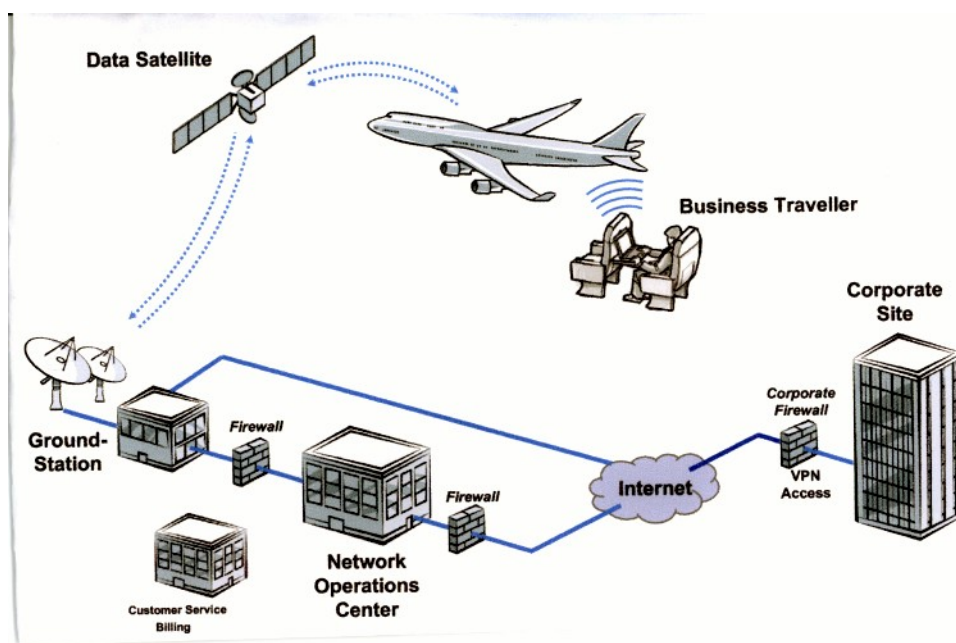 Data Satellite
Business Traveller
Corporate
Site
Corporate
Firewall
Ground-
Station
Firewall
Firewall
Internet
VPN
Access
Network
Operations
Center
Customer Service
Billing